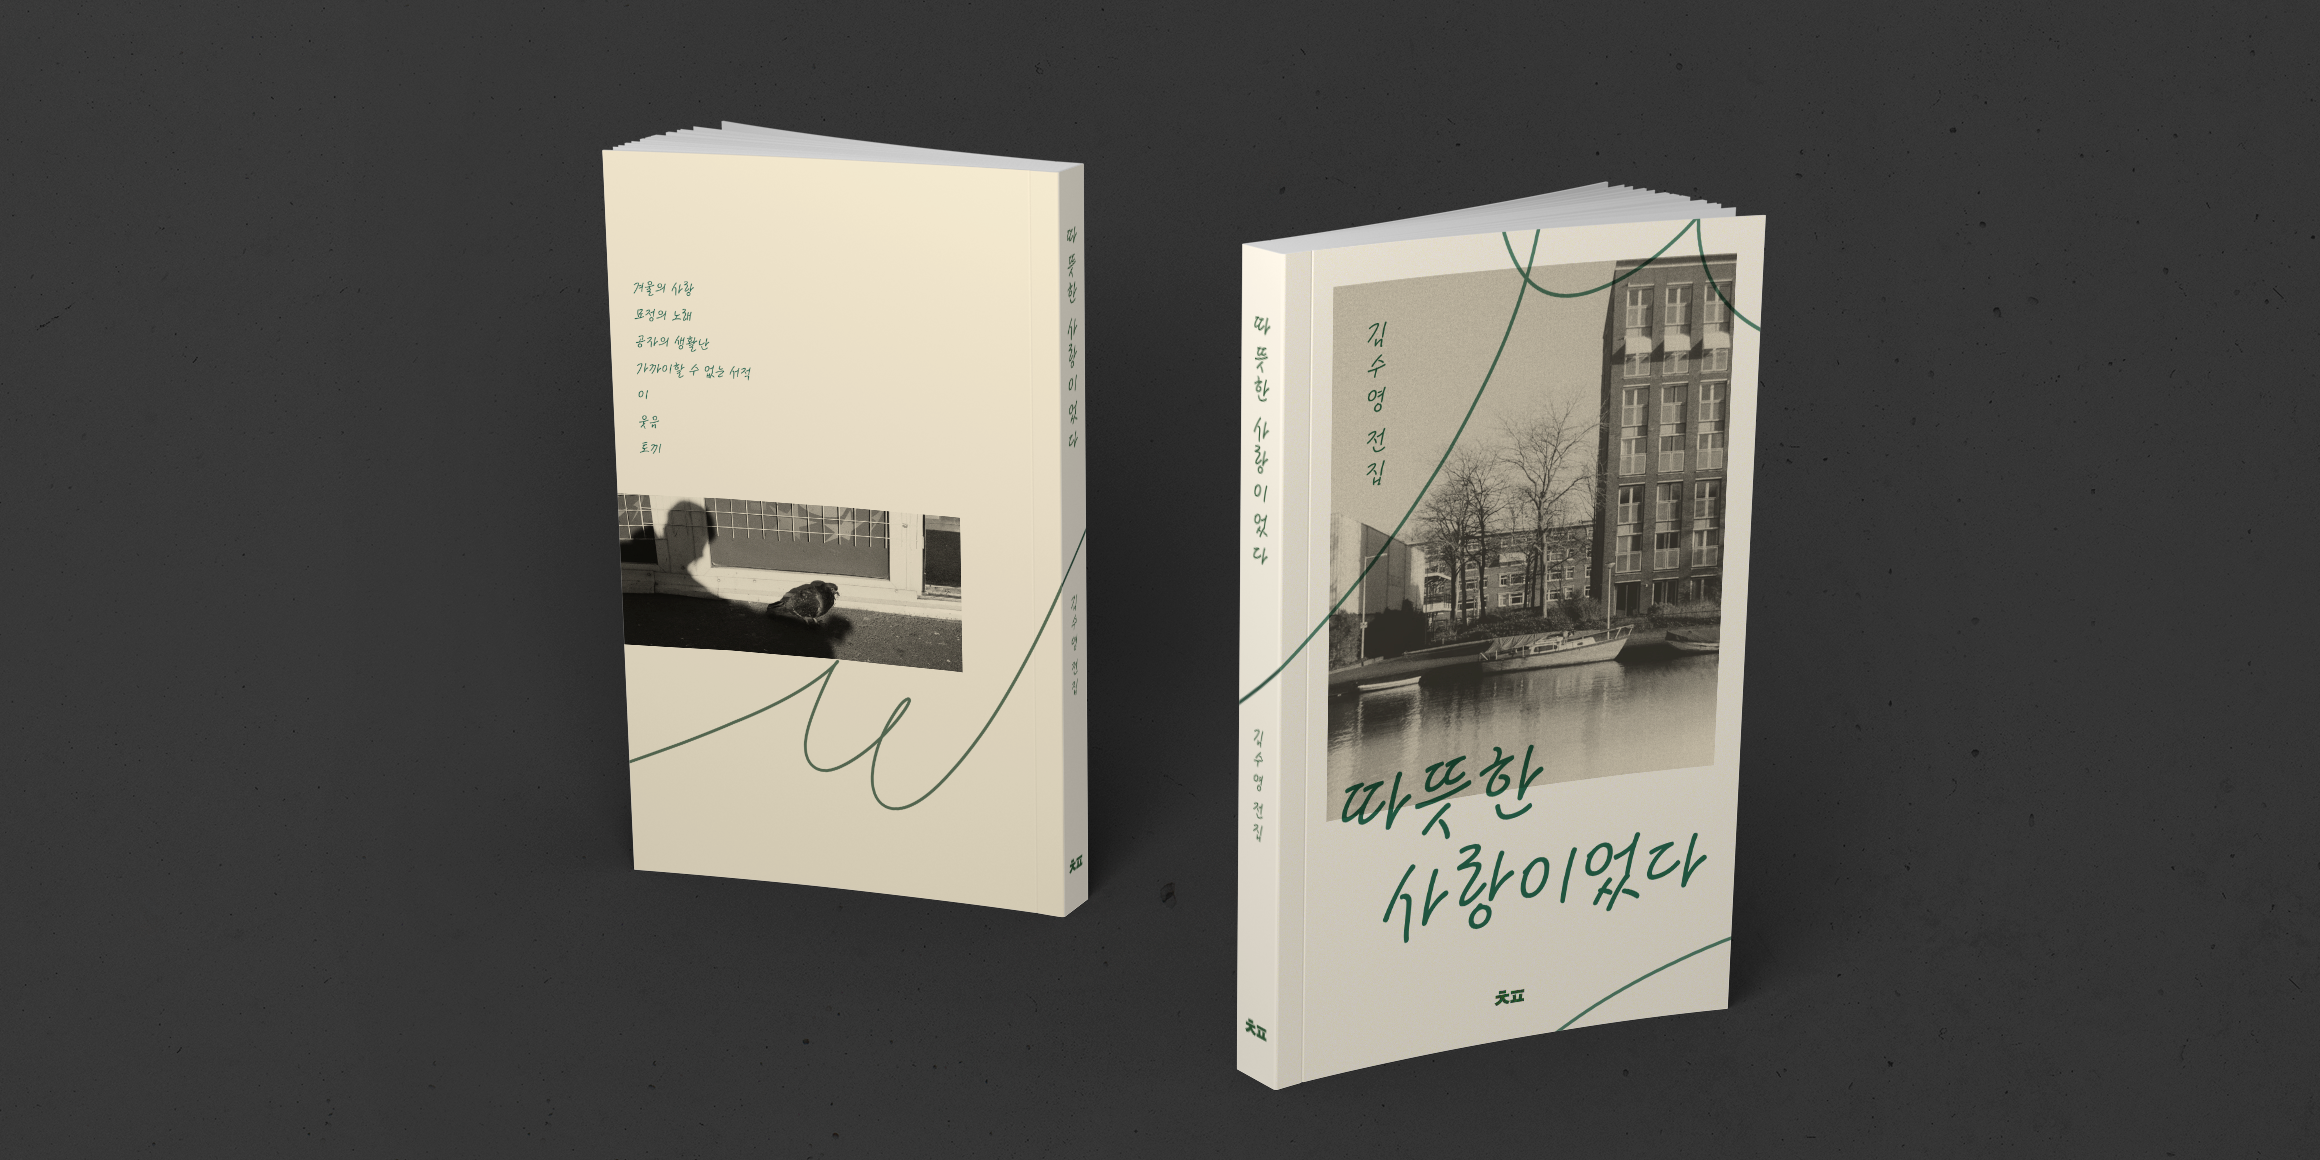 겨울의 사랑
묘정의 노래
공자의 생활난
가까이할 수 없는 서적
이
웃음
토끼
따뜻한 사랑이었다
김수영 전집
ㅊㅍ
따뜻한 사랑이었다
김수영 전집
ㅊㅍ
김수영 전집
따뜻한
사랑이었다
ㅊㅍ